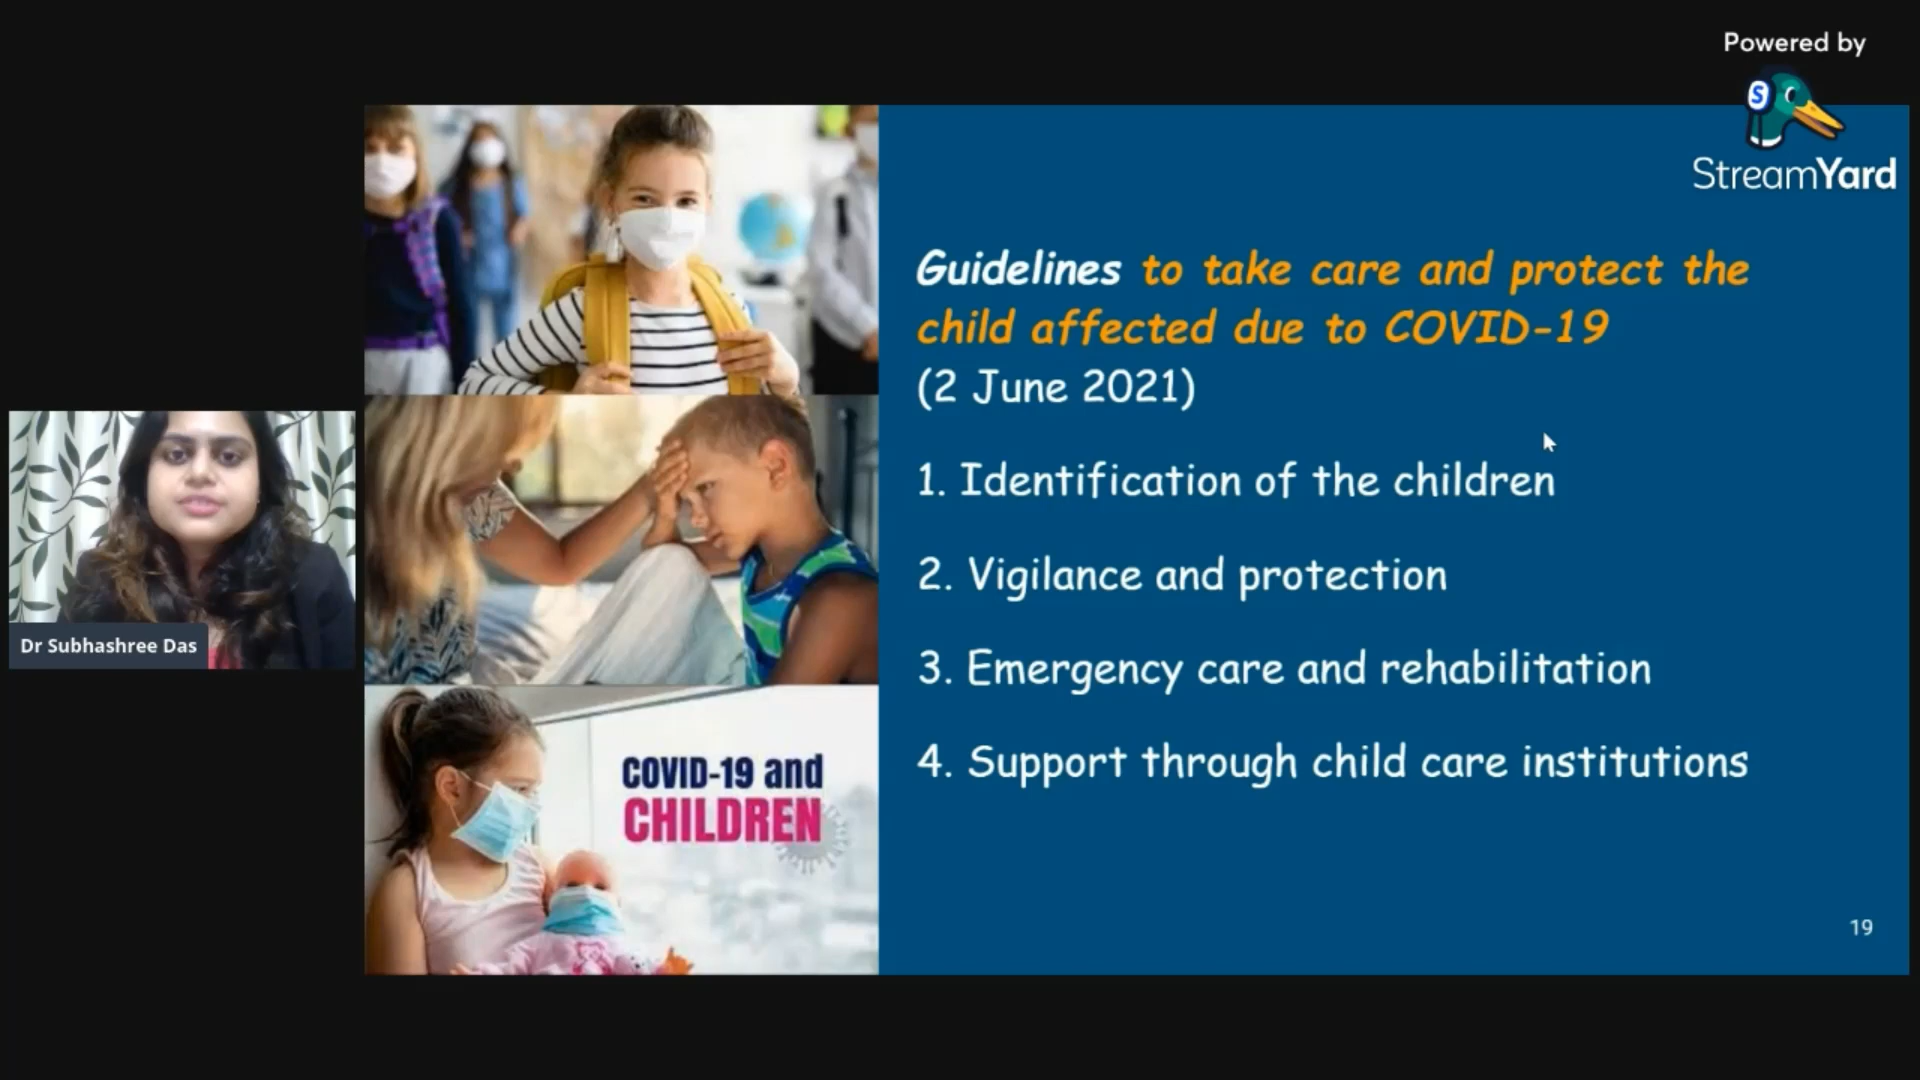 Powered by
S
StreamYard
Guidelines to take care and protect the
child affected due to COVID-19
(2 June 2021)
1. Identification of the children
2. Vigilance and protection
3. Emergency care and rehabilitation
4. Support through child care institutions
Dr Subhashree Das
COVID-19 and
CHILDREN
19